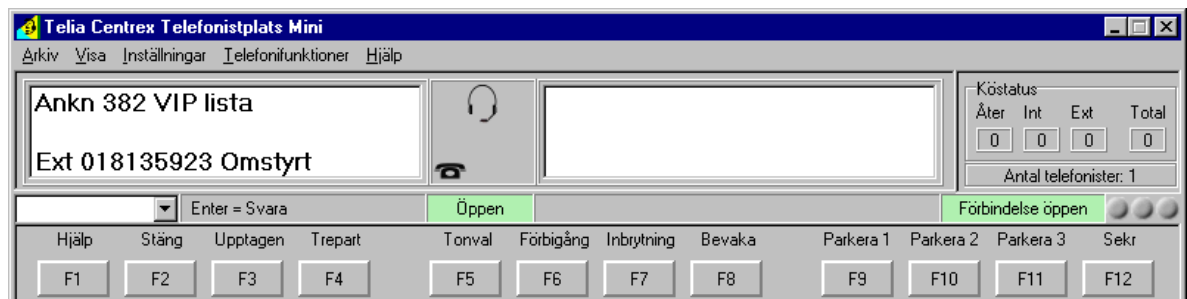 Telia Centrex Telefonistplats Mini
Arkiv Visa Inställningar Telefonifunktioner Hjälp
Ankn 382 VIP lista
Ext 018135923 Omstyrt
Köstatus
Åter Int Ext Total
0 0 0 0
Antal telefonister: 1
Enter = Svara Öppen Förbindelse öppen
Hjälp Stäng Upptagen Trepart Tonval Förbigång Inbrytning Bevaka Parkera 1 Parkera 2 Parkera 3 Sekr
F1 F2 F3 F4 F5 F6 F7 F8 F9 F10 F11 F12